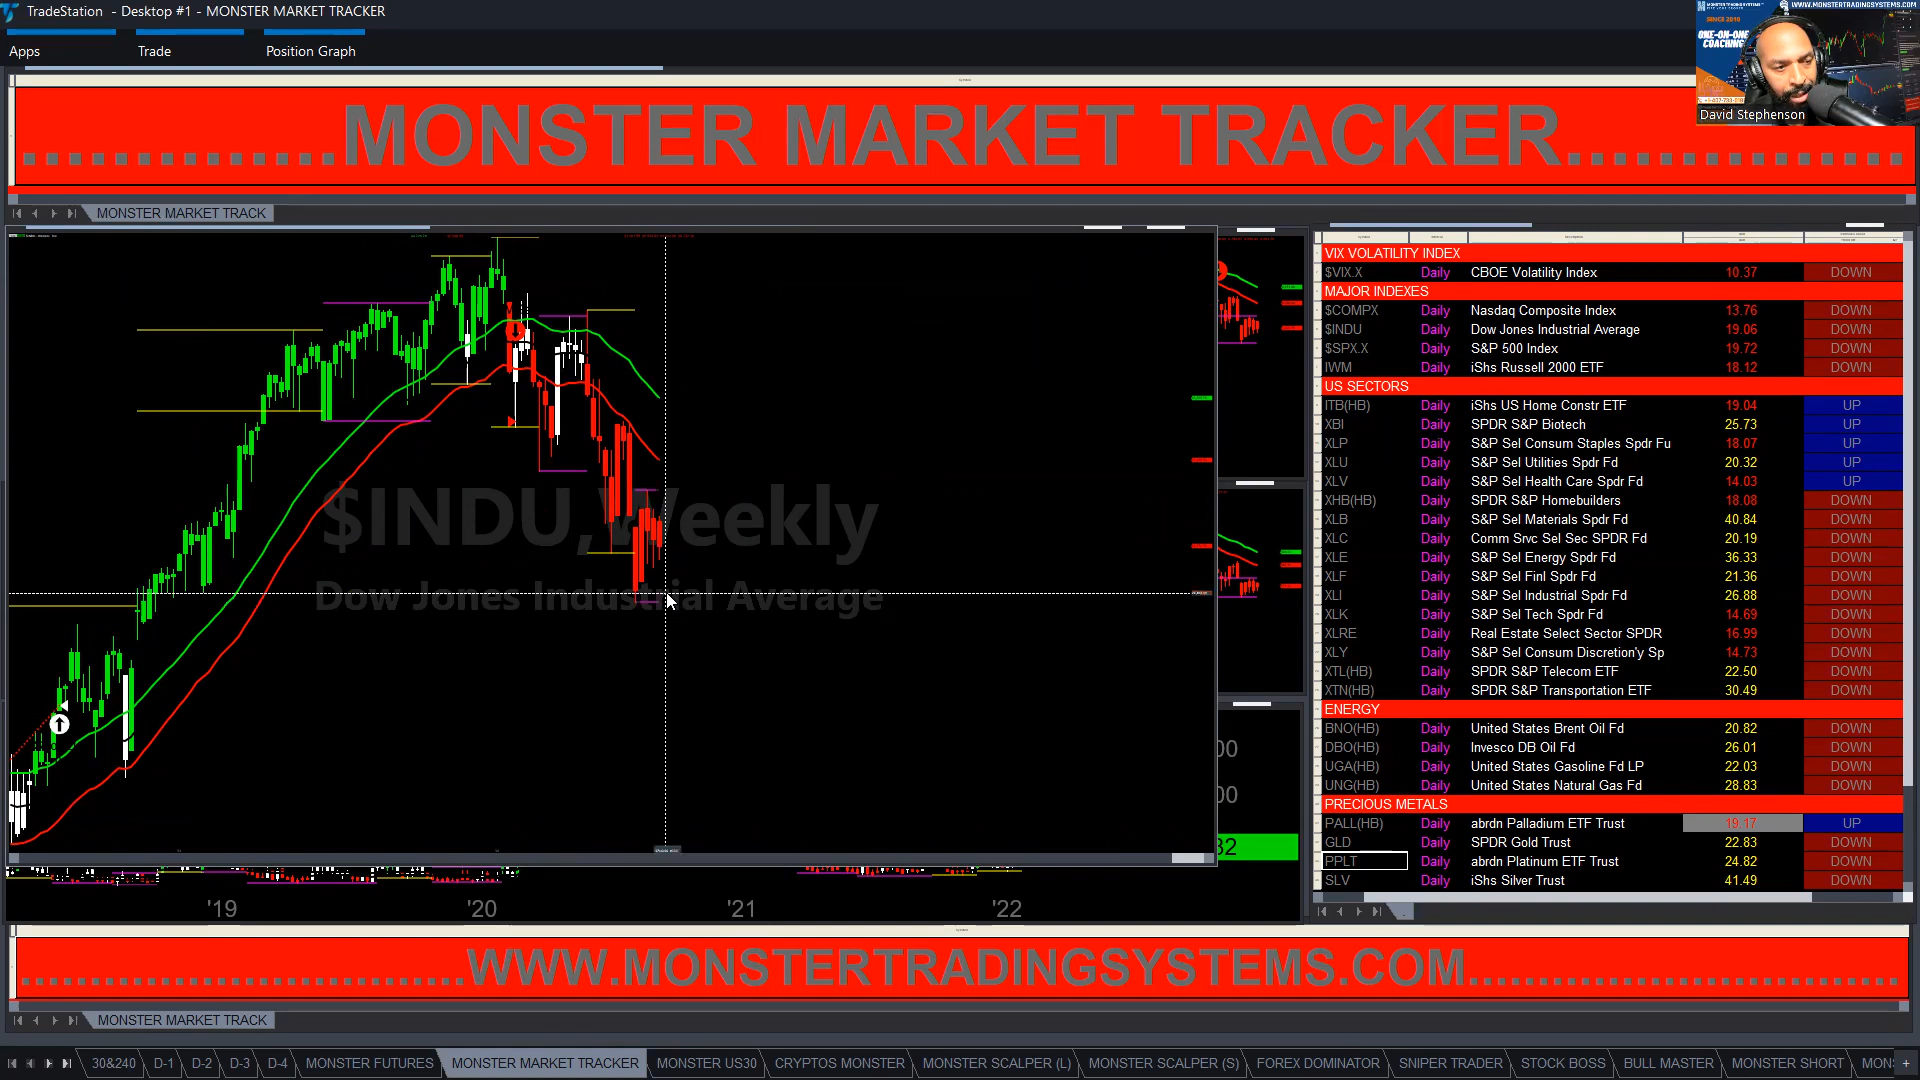 TradeStation - Desktop #1 - MONSTER MARKET TRACKER
Apps Trade Position Graph
WWW.MONSTERTRADINGSYSTEMS.COM
SINCE 2010
ONE-ON-ONE
COACHING
David Stephenson
..............MONSTER MARKET TRACKER...............
MONSTER MARKET TRACK
$INDU,Weekly
Dow Jones Industrial Average
'19 '20 '21 '22
VIX VOLATILITY INDEX
$VIX.X Daily CBOE Volatility Index 10.37 DOWN
MAJOR INDEXES
$COMPX Daily Nasdaq Composite Index 13.76 DOWN
$INDU Daily Dow Jones Industrial Average 19.06 DOWN
$SPX.X Daily S&P 500 Index 19.72 DOWN
IWM Daily iShs Russell 2000 ETF 18.12 DOWN
US SECTORS
ITB(HB) Daily iShs US Home Constr ETF 19.04 UP
XBI Daily SPDR S&P Biotech 25.73 UP
XLP Daily S&P Sel Consum Staples Spdr Fu 18.07 UP
XLU Daily S&P Sel Utilities Spdr Fd 20.32 UP
XLV Daily S&P Sel Health Care Spdr Fd 14.03 UP
XHB(HB) Daily SPDR S&P Homebuilders 18.08 DOWN
XLB Daily S&P Sel Materials Spdr Fd 40.84 DOWN
XLC Daily Comm Srvc Sel Sec SPDR Fd 20.19 DOWN
XLE Daily S&P Sel Energy Spdr Fd 36.33 DOWN
XLF Daily S&P Sel Finl Spdr Fd 21.36 DOWN
XLI Daily S&P Sel Industrial Spdr Fd 26.88 DOWN
XLK Daily S&P Sel Tech Spdr Fd 14.69 DOWN
XLRE Daily Real Estate Select Sector SPDR 16.99 DOWN
XLY Daily S&P Sel Consum Discretion'y Sp 14.73 DOWN
XTL(HB) Daily SPDR S&P Telecom ETF 22.50 DOWN
XTN(HB) Daily SPDR S&P Transportation ETF 30.49 DOWN
ENERGY
BNO(HB) Daily United States Brent Oil Fd 20.82 DOWN
DBO(HB) Daily Invesco DB Oil Fd 26.01 DOWN
UGA(HB) Daily United States Gasoline Fd LP 22.03 DOWN
UNG(HB) Daily United States Natural Gas Fd 28.83 DOWN
PRECIOUS METALS
PALL(HB) Daily abrdn Palladium ETF Trust 19.17 UP
GLD Daily SPDR Gold Trust 22.83 DOWN
PPLT Daily abrdn Platinum ETF Trust 24.82 DOWN
SLV Daily iShs Silver Trust 41.49 DOWN
....................WWW.MONSTERTRADINGSYSTEMS.COM...................
MONSTER MARKET TRACK
30&240 D-1 D-2 D-3 D-4 MONSTER FUTURES MONSTER MARKET TRACKER MONSTER US30 CRYPTOS MONSTER MONSTER SCALPER (L) MONSTER SCALPER (S) FOREX DOMINATOR SNIPER TRADER STOCK BOSS BULL MASTER MONSTER SHORT MON